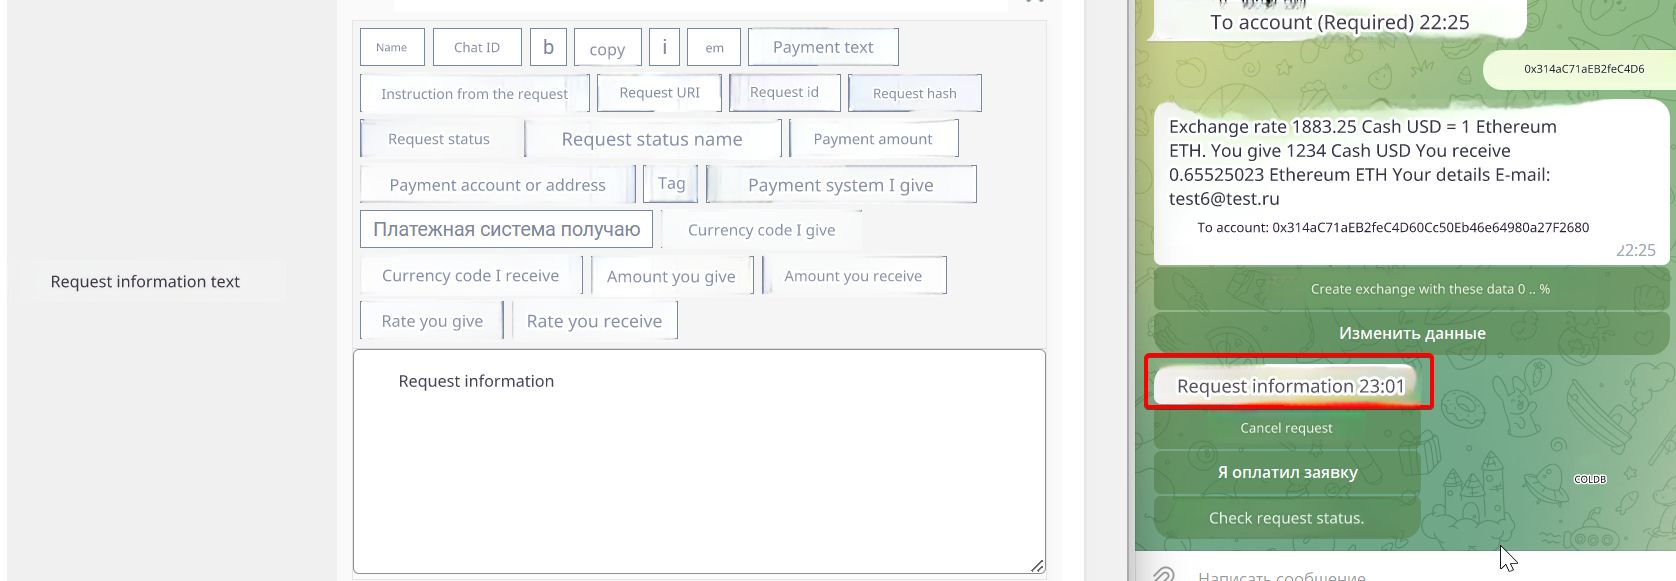 Request information text
Name Chat ID b copy i em Payment text
Instruction from the request Request URI Request id Request hash
Request status Request status name Payment amount
Payment account or address Tag Payment system I give
Платежная система получаю Currency code I give
Currency code I receive Amount you give Amount you receive
Rate you give Rate you receive
Request information
To account (Required) 22:25
0x314aC71aEB2feC4D6
Exchange rate 1883.25 Cash USD = 1 Ethereum
ETH. You give 1234 Cash USD You receive
0.65525023 Ethereum ETH Your details E-mail:
test6@test.ru
To account: 0x314aC71aEB2feC4D60Cc50Eb46e64980a27F2680
22:25
Create exchange with these data 0 .. %
Изменить данные
Request information 23:01
Cancel request
Я оплатил заявку
COLDB
Check request status.
Написать сообщение